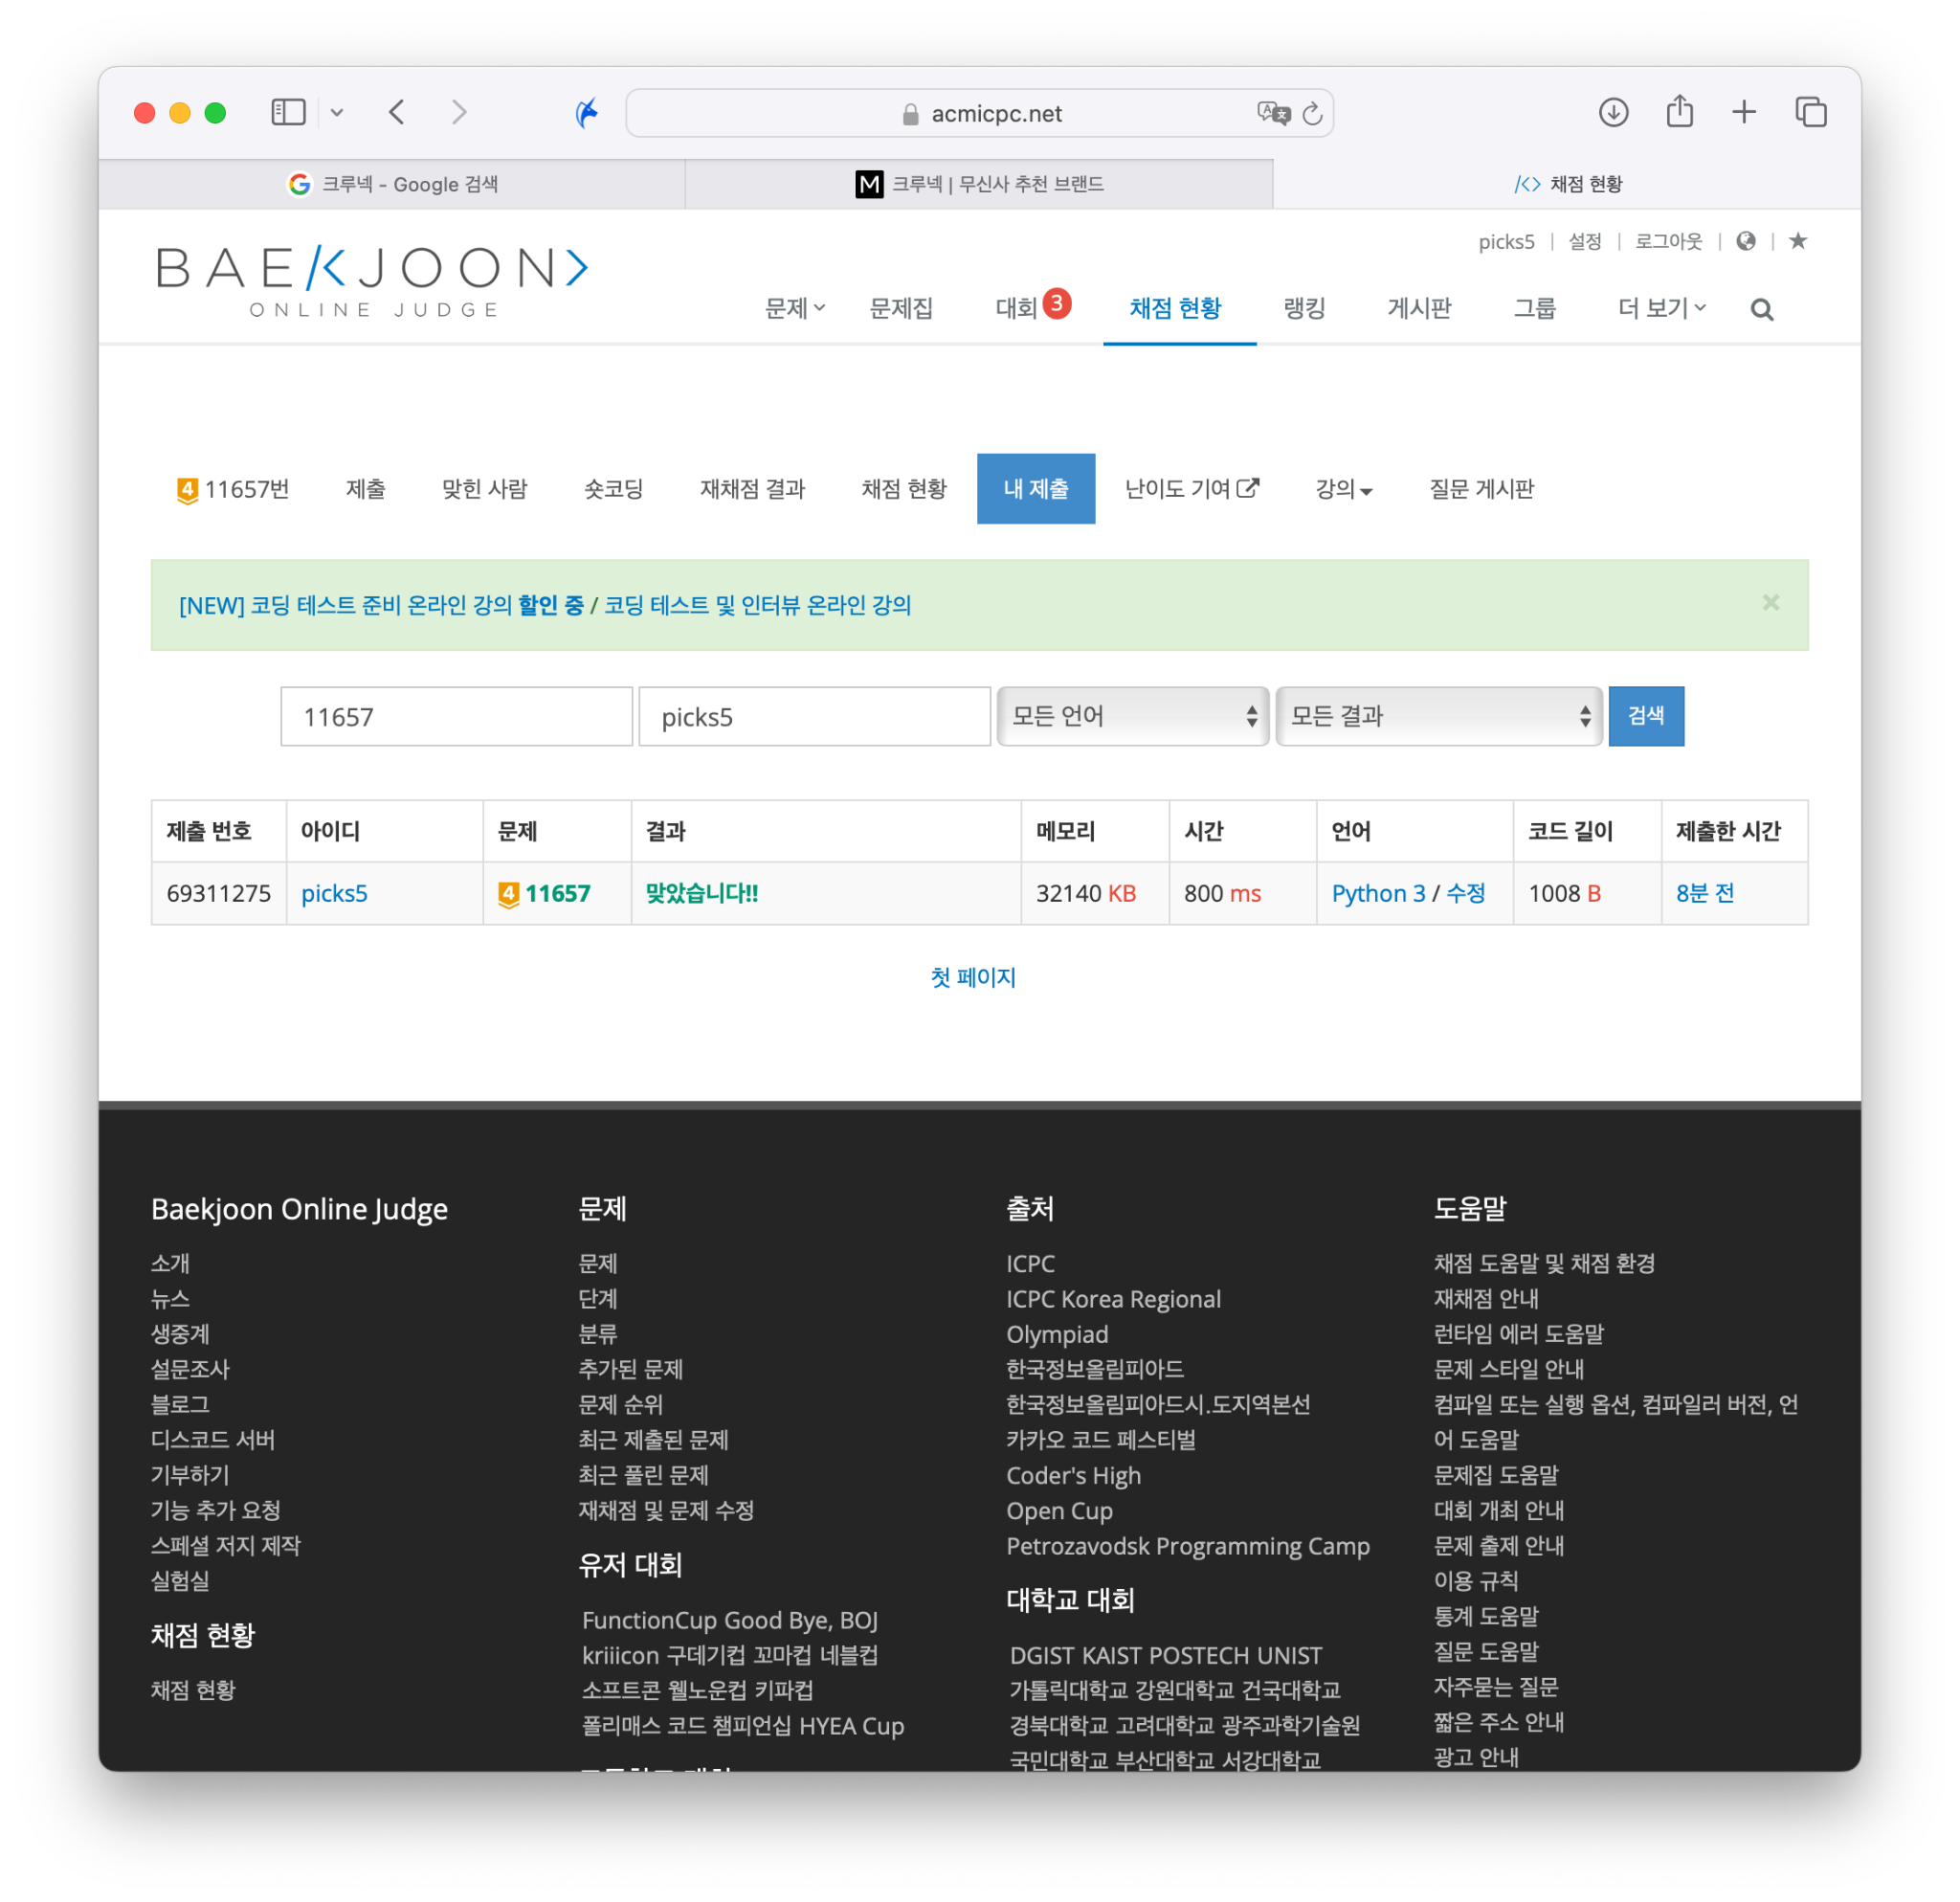 acmicpc.net
크루넥 - Google 검색
M 크루넥 | 무신사 추천 브랜드
/<> 채점 현황
picks5 | 설정 | 로그아웃
BAE/<JOON>
ONLINE JUDGE
문제 문제집 대회 3 채점 현황 랭킹 게시판 그룹 더 보기
4 11657번 제출 맞힌 사람 숏코딩 재채점 결과 채점 현황 내 제출 난이도 기여 강의 질문 게시판
[NEW] 코딩 테스트 준비 온라인 강의 할인 중 / 코딩 테스트 및 인터뷰 온라인 강의 ×
11657 picks5 모든 언어 모든 결과 검색
제출 번호 아이디 문제 결과 메모리 시간 언어 코드 길이 제출한 시간
69311275 picks5 4 11657 맞았습니다!! 32140 KB 800 ms Python 3 / 수정 1008 B 8분 전
첫 페이지
Baekjoon Online Judge
소개
뉴스
생중계
설문조사
블로그
디스코드 서버
기부하기
기능 추가 요청
스페셜 저지 제작
실험실
채점 현황
채점 현황
문제
문제
단계
분류
추가된 문제
문제 순위
최근 제출된 문제
최근 풀린 문제
재채점 및 문제 수정
유저 대회
FunctionCup Good Bye, BOJ
kriiicon 구데기컵 꼬마컵 네블컵
소프트콘 웰노운컵 키파컵
폴리매스 코드 챔피언십 HYEA Cup
출처
ICPC
ICPC Korea Regional
Olympiad
한국정보올림피아드
한국정보올림피아드시.도지역본선
카카오 코드 페스티벌
Coder's High
Open Cup
Petrozavodsk Programming Camp
대학교 대회
DGIST KAIST POSTECH UNIST
가톨릭대학교 강원대학교 건국대학교
경북대학교 고려대학교 광주과학기술원
국민대학교 부산대학교 서강대학교
도움말
채점 도움말 및 채점 환경
재채점 안내
런타임 에러 도움말
문제 스타일 안내
컴파일 또는 실행 옵션, 컴파일러 버전, 언
어 도움말
문제집 도움말
대회 개최 안내
문제 출제 안내
이용 규칙
통계 도움말
질문 도움말
자주묻는 질문
짧은 주소 안내
광고 안내